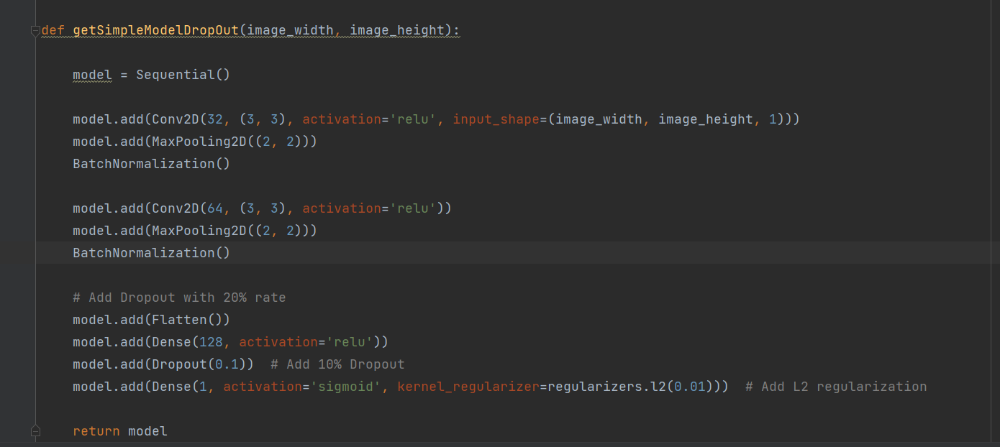 def getSimpleModelDropOut(image_width, image_height):
model = Sequential()
model.add(Conv2D(32, (3, 3), activation='relu', input_shape=(image_width, image_height, 1)))
model.add(MaxPooling2D((2, 2)))
BatchNormalization()
model.add(Conv2D(64, (3, 3), activation='relu'))
model.add(MaxPooling2D((2, 2)))
BatchNormalization()
# Add Dropout with 20% rate
model.add(Flatten())
model.add(Dense(128, activation='relu'))
model.add(Dropout(0.1))  # Add 10% Dropout
model.add(Dense(1, activation='sigmoid', kernel_regularizer=regularizers.l2(0.01)))  # Add L2 regularization
return model